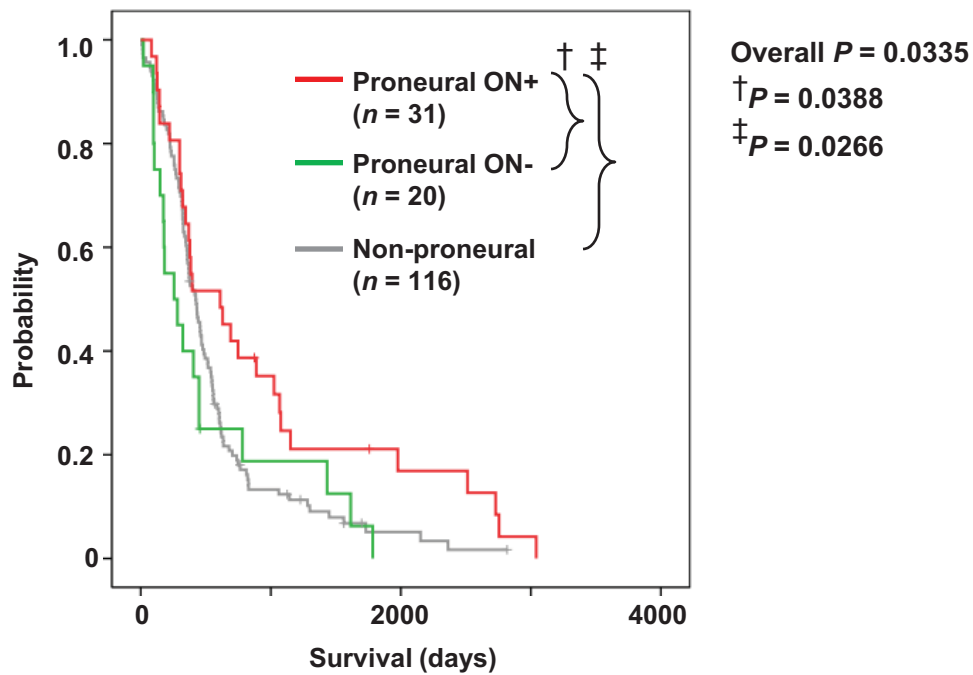 1.0
0.8
0.6
0.4
0.2
0
Probability
0
2000
4000
Survival (days)
† ‡
Proneural ON+
(n = 31)
Proneural ON-
(n = 20)
Non-proneural
(n = 116)
Overall P = 0.0335
†P = 0.0388
‡P = 0.0266